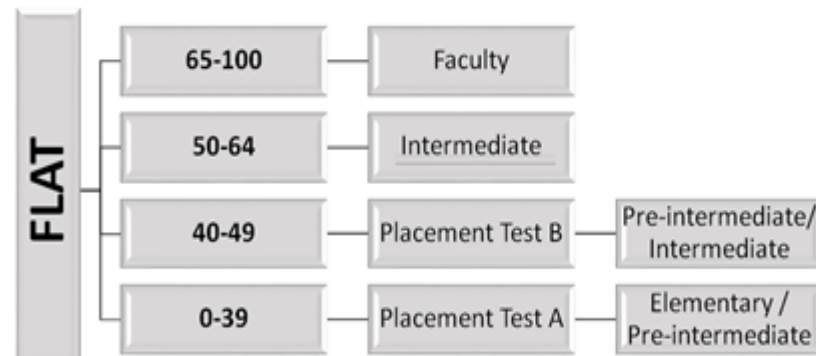 FLAT
65-100
Faculty
50-64
Intermediate
40-49
Placement Test B
Pre-intermediate/
Intermediate
0-39
Placement Test A
Elementary /
Pre-intermediate